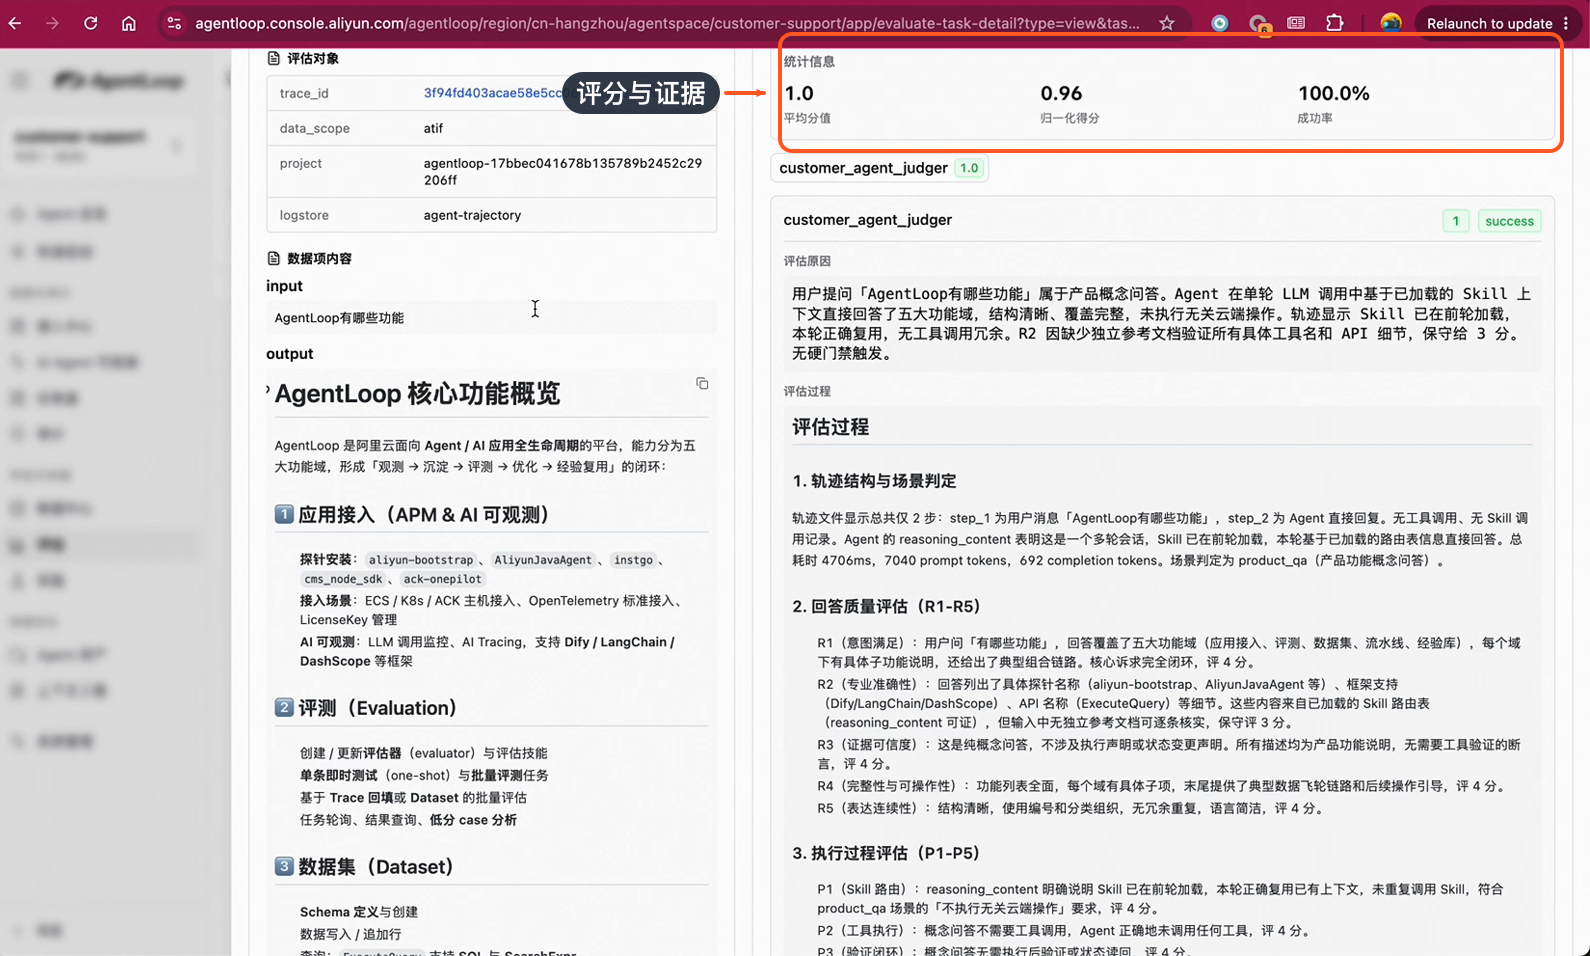 agentloop.console.aliyun.com/agentloop/region/cn-hangzhou/agentspace/customer-support/app/evaluate-task-detail?type=view&tas...
6
Relaunch to update
AgentLoop
customer-support
评估对象
trace_id 3f94fd403acae58e5cc
data_scope atif
project agentloop-17bbec041678b135789b2452c29
206ff
logstore agent-trajectory
数据项内容
input
AgentLoop有哪些功能
output
AgentLoop 核心功能概览
AgentLoop 是阿里云面向 Agent / AI 应用全生命周期的平台，能力分为五
大功能域，形成「观测 → 沉淀 → 评测 → 优化 → 经验复用」的闭环：
1 应用接入（APM & AI 可观测）
探针安装： aliyun-bootstrap 、 AliyunJavaAgent 、 instgo 、
cms_node_sdk 、 ack-onepilot
接入场景：ECS / K8s / ACK 主机接入、OpenTelemetry 标准接入、
LicenseKey 管理
AI 可观测：LLM 调用监控、AI Tracing，支持 Dify / LangChain /
DashScope 等框架
2 评测（Evaluation）
创建 / 更新评估器（evaluator）与评估技能
单条即时测试（one-shot）与批量评测任务
基于 Trace 回填或 Dataset 的批量评估
任务轮询、结果查询、低分 case 分析
3 数据集（Dataset）
Schema 定义与创建
数据写入 / 追加行
查询： ExecuteQuery 支持 SQL 与 SearchExpr
评分与证据
统计信息
1.0 0.96 100.0%
平均分值 归一化得分 成功率
customer_agent_judger 1.0
customer_agent_judger 1 success
评估原因
用户提问「AgentLoop有哪些功能」属于产品概念问答。Agent 在单轮 LLM 调用中基于已加载的 Skill 上
下文直接回答了五大功能域，结构清晰、覆盖完整，未执行无关云端操作。轨迹显示 Skill 已在前轮加载，
本轮正确复用，无工具调用冗余。R2 因缺少独立参考文档验证所有具体工具名和 API 细节，保守给 3 分。
无硬门禁触发。
评估过程
评估过程
1. 轨迹结构与场景判定
轨迹文件显示总共仅 2 步：step_1 为用户消息「AgentLoop有哪些功能」，step_2 为 Agent 直接回复。无工具调用、无 Skill 调
用记录。Agent 的 reasoning_content 表明这是一个多轮会话，Skill 已在前轮加载，本轮基于已加载的路由表信息直接回答。总
耗时 4706ms，7040 prompt tokens，692 completion tokens。场景判定为 product_qa（产品功能概念问答）。
2. 回答质量评估（R1-R5）
R1（意图满足）：用户问「有哪些功能」，回答覆盖了五大功能域（应用接入、评测、数据集、流水线、经验库），每个域
下有具体子功能说明，还给出了典型组合链路。核心诉求完全闭环，评 4 分。
R2（专业准确性）：回答列出了具体探针名称（aliyun-bootstrap、AliyunJavaAgent 等）、框架支持
（Dify/LangChain/DashScope）、API 名称（ExecuteQuery）等细节。这些内容来自已加载的 Skill 路由表
（reasoning_content 可证），但输入中无独立参考文档可逐条核实，保守评 3 分。
R3（证据可信度）：这是纯概念问答，不涉及执行声明或状态变更声明。所有描述均为产品功能说明，无需要工具验证的断
言，评 4 分。
R4（完整性与可操作性）：功能列表全面，每个域有具体子项，末尾提供了典型数据飞轮链路和后续操作引导，评 4 分。
R5（表达连续性）：结构清晰，使用编号和分类组织，无冗余重复，语言简洁，评 4 分。
3. 执行过程评估（P1-P5）
P1（Skill 路由）：reasoning_content 明确说明 Skill 已在前轮加载，本轮正确复用已有上下文，未重复调用 Skill，符合
product_qa 场景的「不执行无关云端操作」要求，评 4 分。
P2（工具执行）：概念问答不需要工具调用，Agent 正确地未调用任何工具，评 4 分。
P3（验证闭环）：概念问答无需执行后验证或状态读回，评 4 分。